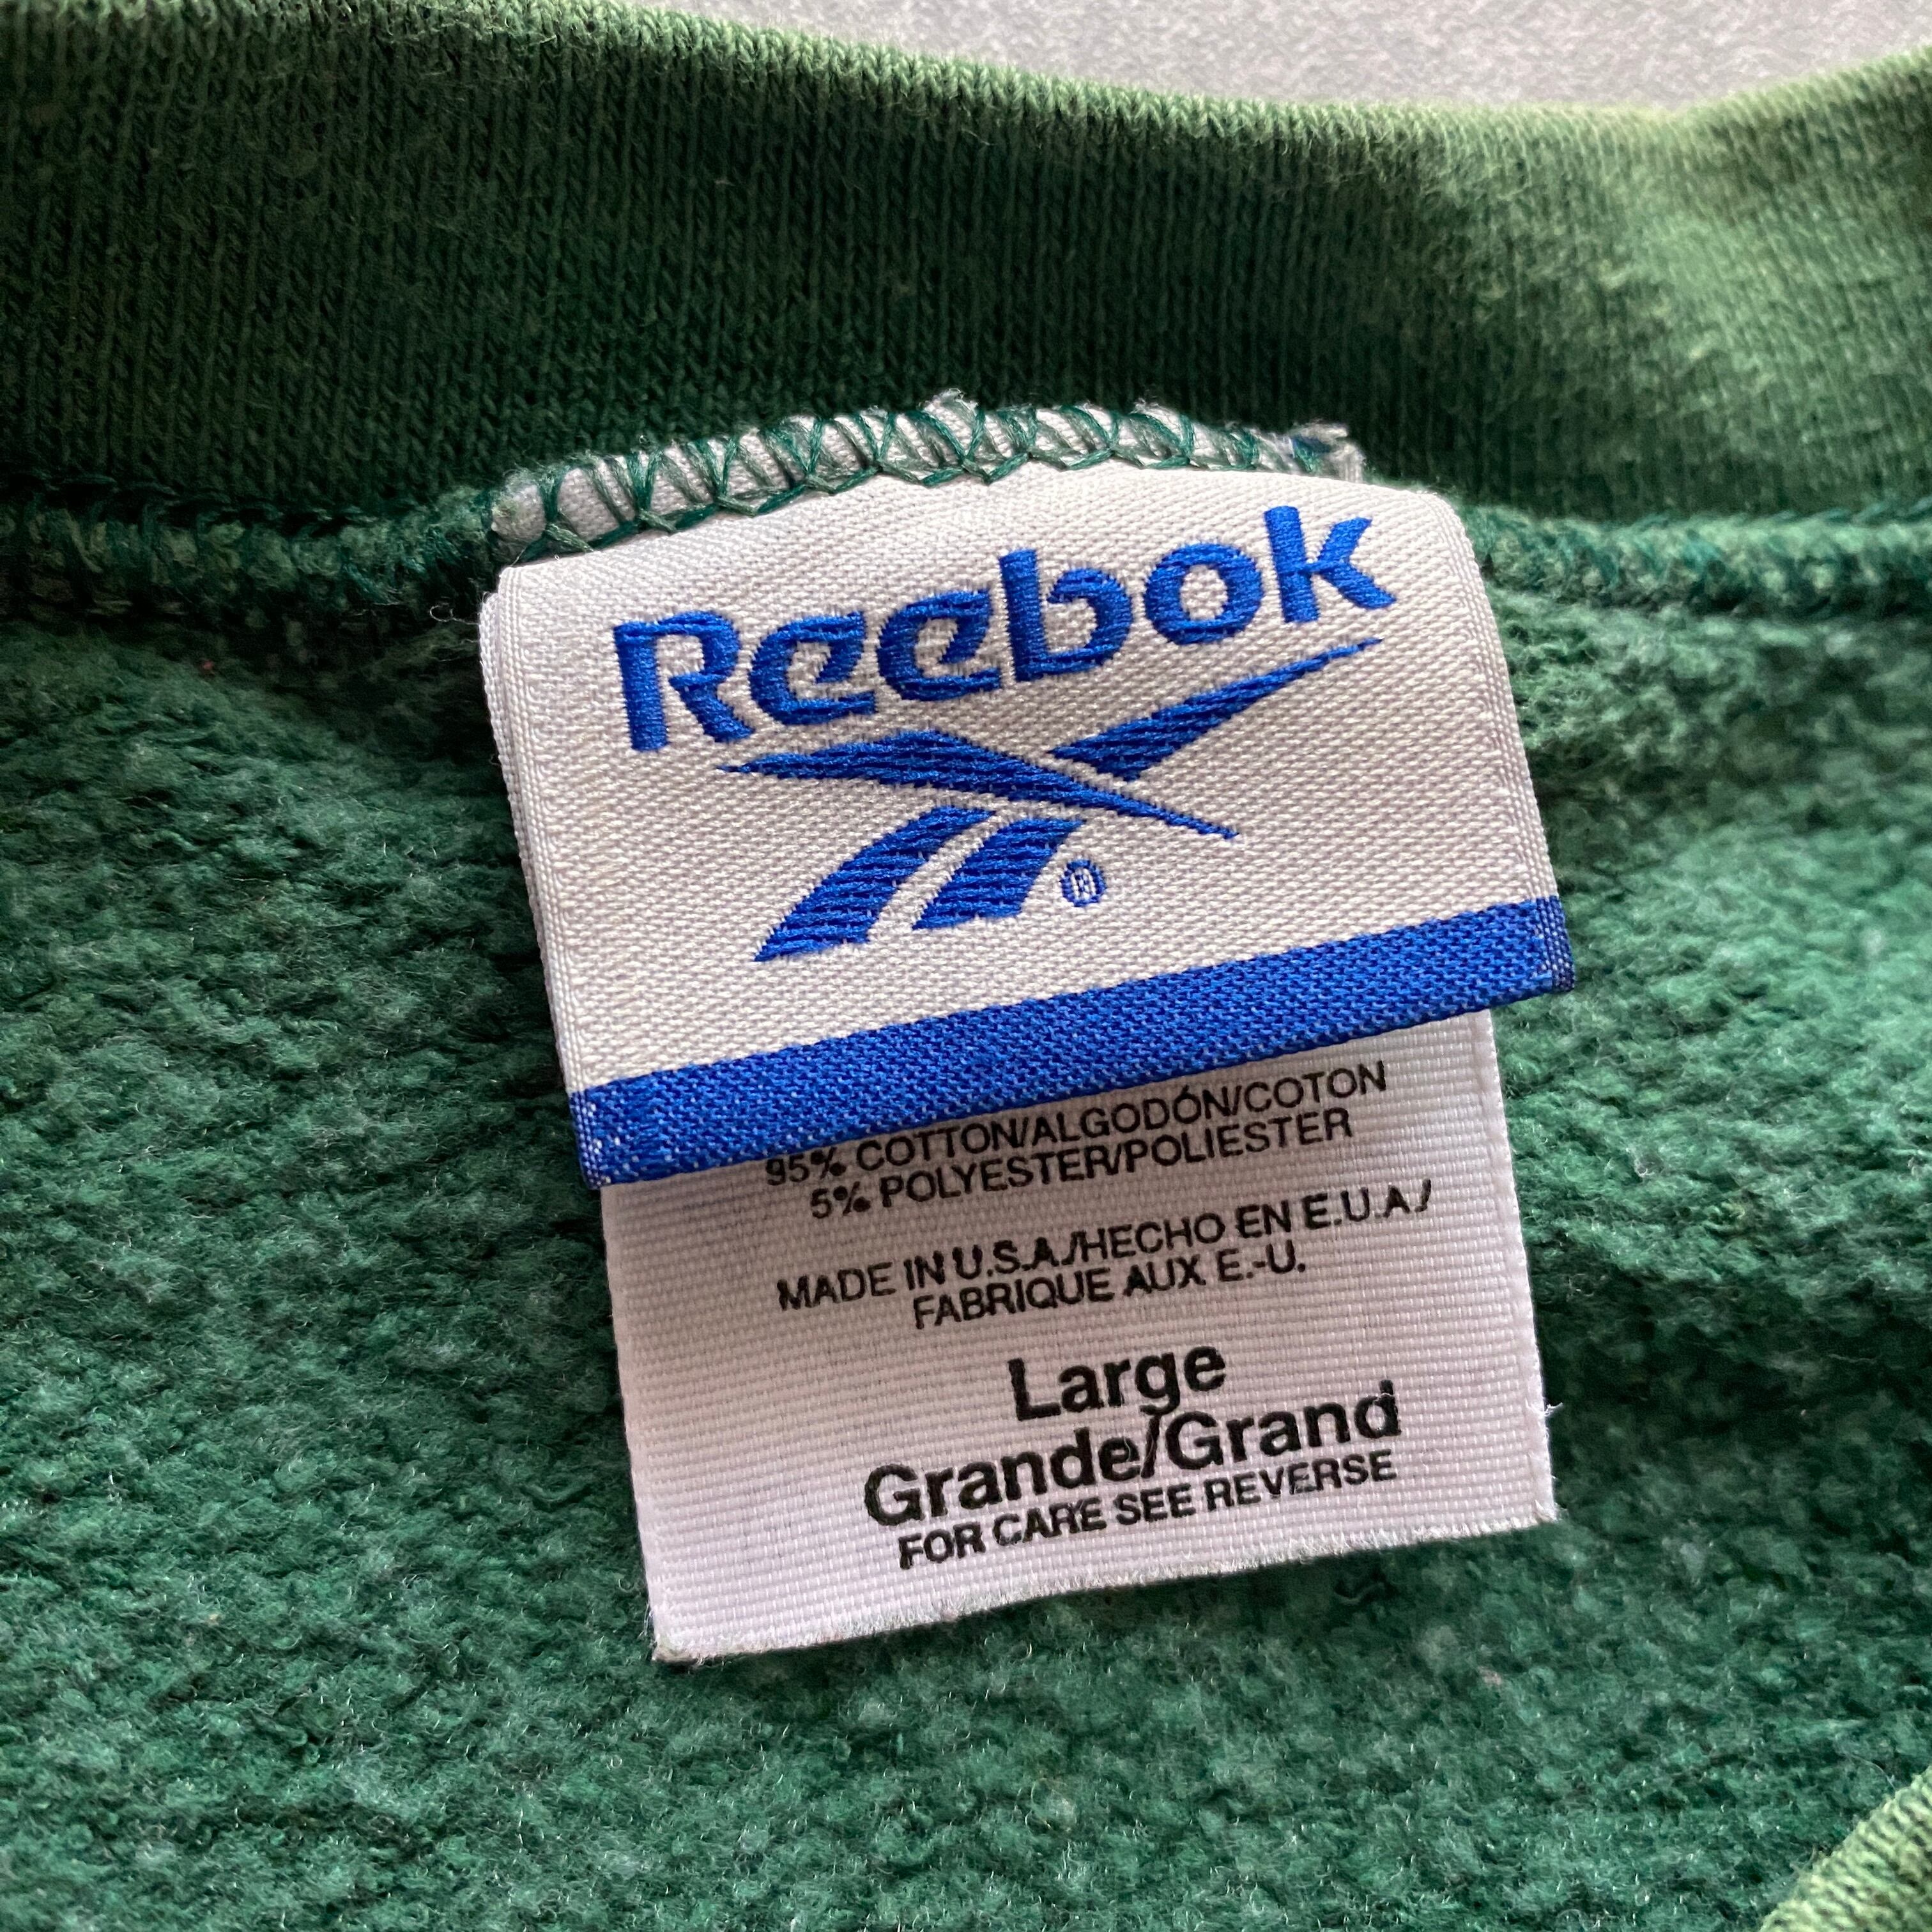 Reebok
®
95% COTTON/ALGODÓN/COTON
5% POLYESTER/POLIESTER
MADE IN U.S.A./HECHO EN E.U.A./
FABRIQUE AUX E.-U.
Large
Grande/Grand
FOR CARE SEE REVERSE